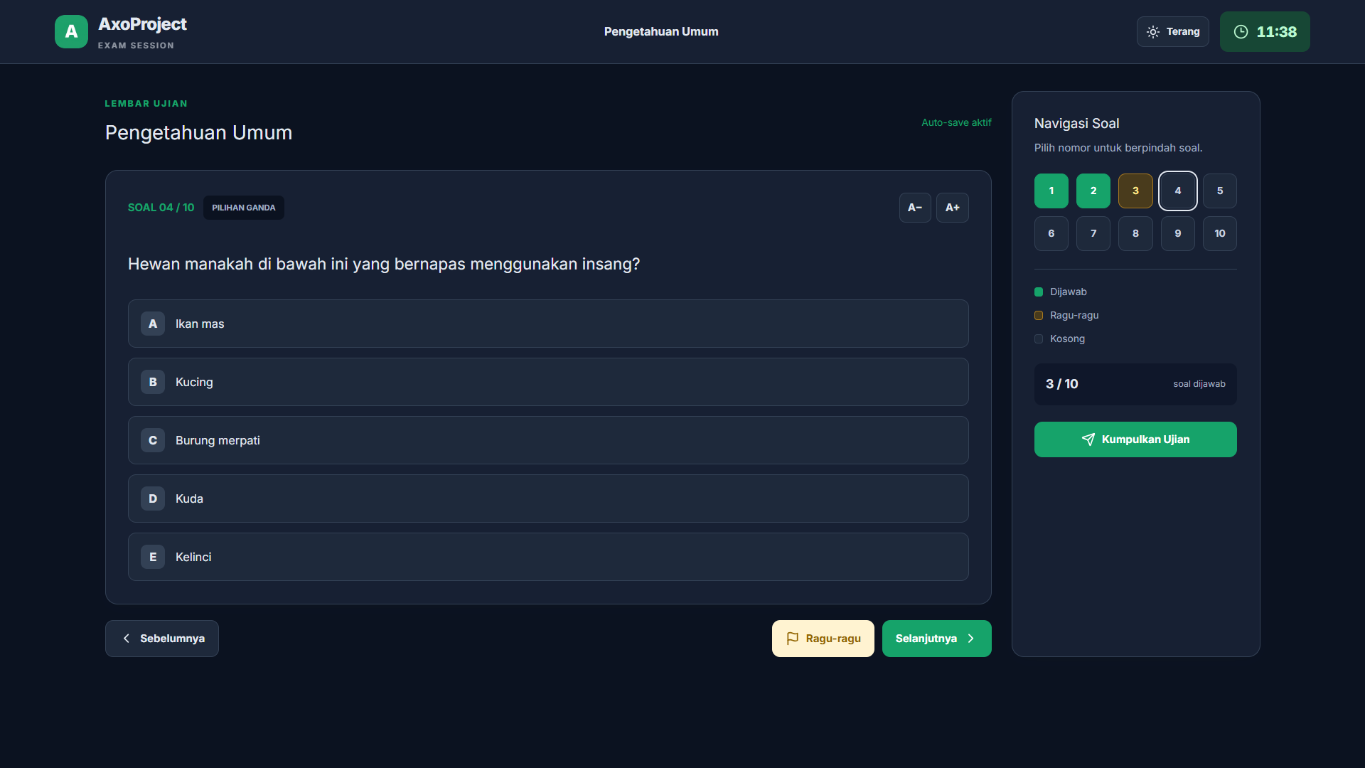 A
AxoProject
EXAM SESSION
Pengetahuan Umum
Terang
11:38
LEMBAR UJIAN
Pengetahuan Umum
Auto-save aktif
SOAL 04 / 10
PILIHAN GANDA
A−
A+
Hewan manakah di bawah ini yang bernapas menggunakan insang?
A Ikan mas
B Kucing
C Burung merpati
D Kuda
E Kelinci
Sebelumnya
Ragu-ragu
Selanjutnya
Navigasi Soal
Pilih nomor untuk berpindah soal.
1 2 3 4 5
6 7 8 9 10
Dijawab
Ragu-ragu
Kosong
3 / 10 soal dijawab
Kumpulkan Ujian